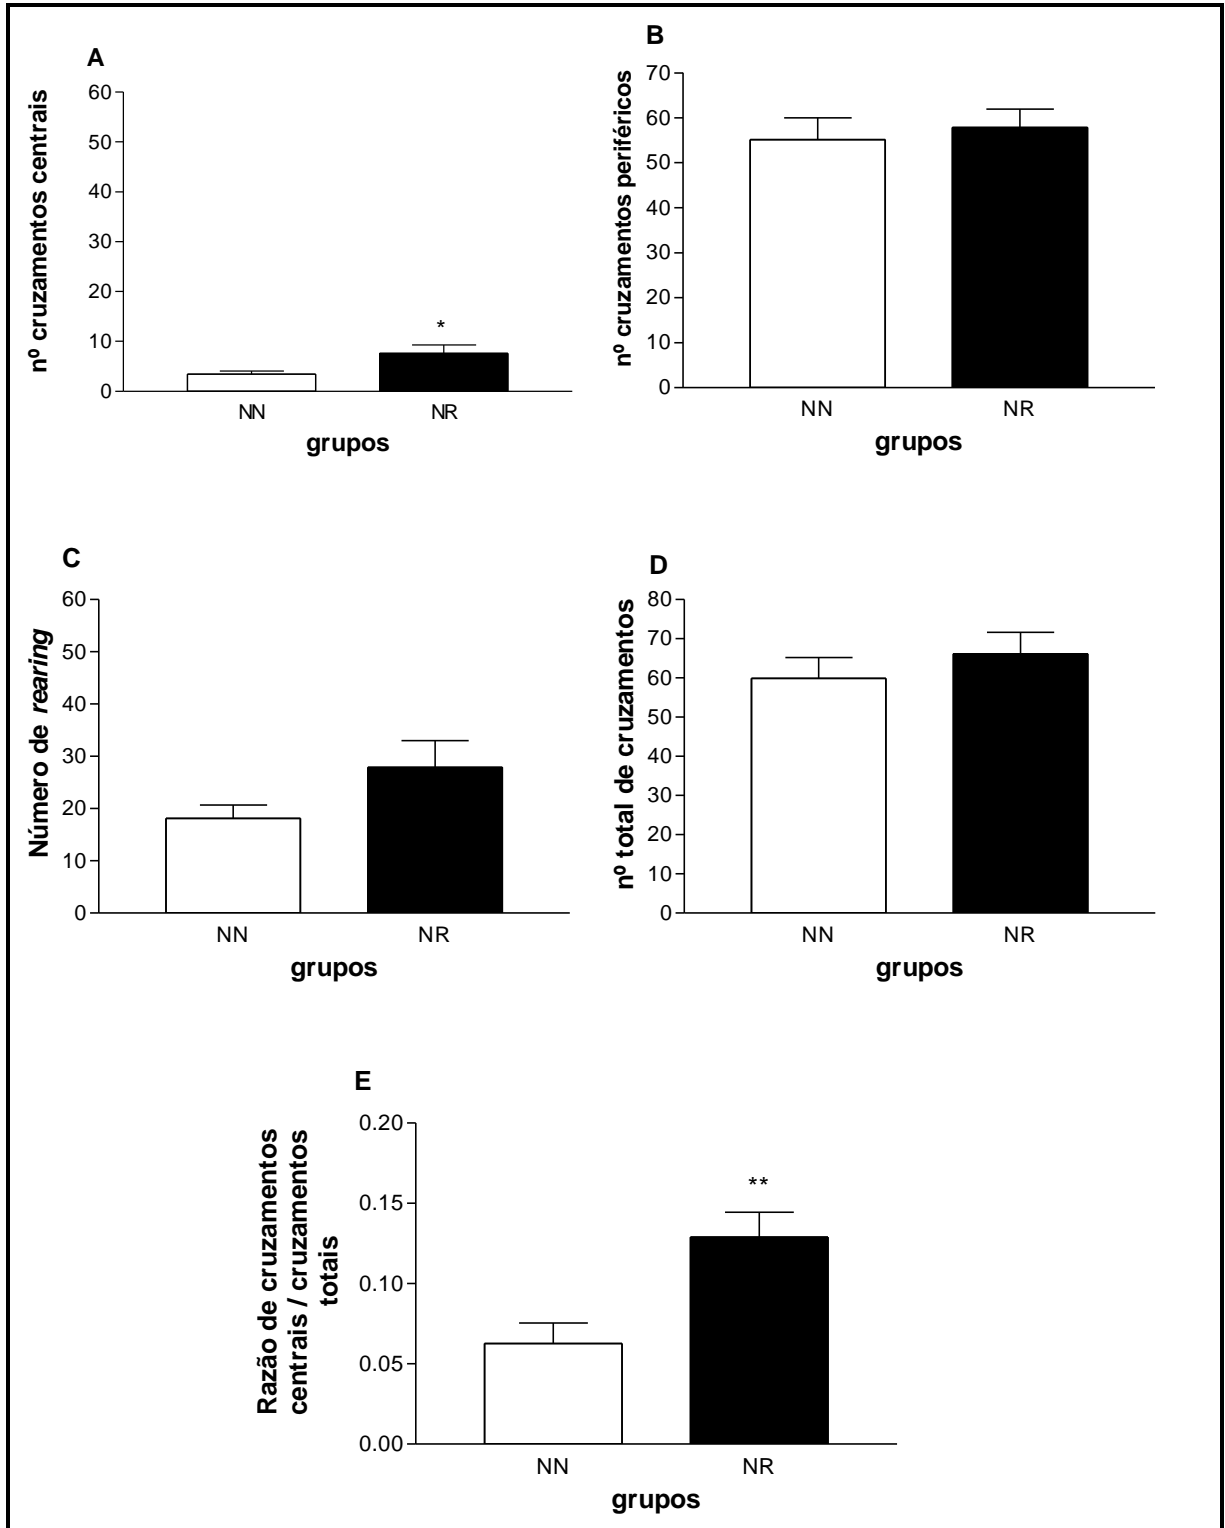 A
nº cruzamentos centrais
60
50
40
30
20
10
0
*
NN
NR
grupos
B
nº cruzamentos periféricos
70
60
50
40
30
20
10
0
NN
NR
grupos
C
Número de rearing
60
50
40
30
20
10
0
NN
NR
grupos
D
nº total de cruzamentos
80
70
60
50
40
30
20
10
0
NN
NR
grupos
E
Razão de cruzamentos
centrais / cruzamentos
totais
0.20
0.15
0.10
0.05
0.00
**
NN
NR
grupos